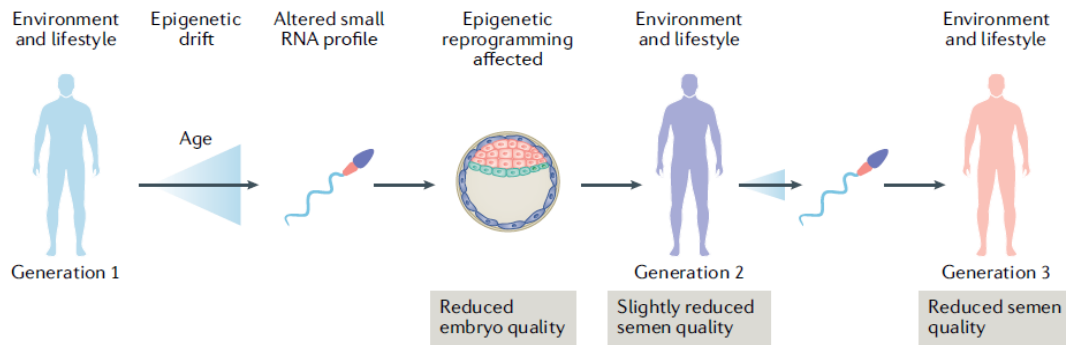 Environment
and lifestyle
Epigenetic
drift
Altered small
RNA profile
Epigenetic
reprogramming
affected
Environment
and lifestyle
Environment
and lifestyle
Age
Generation 1
Generation 2
Generation 3
Reduced
embryo quality
Slightly reduced
semen quality
Reduced semen
quality